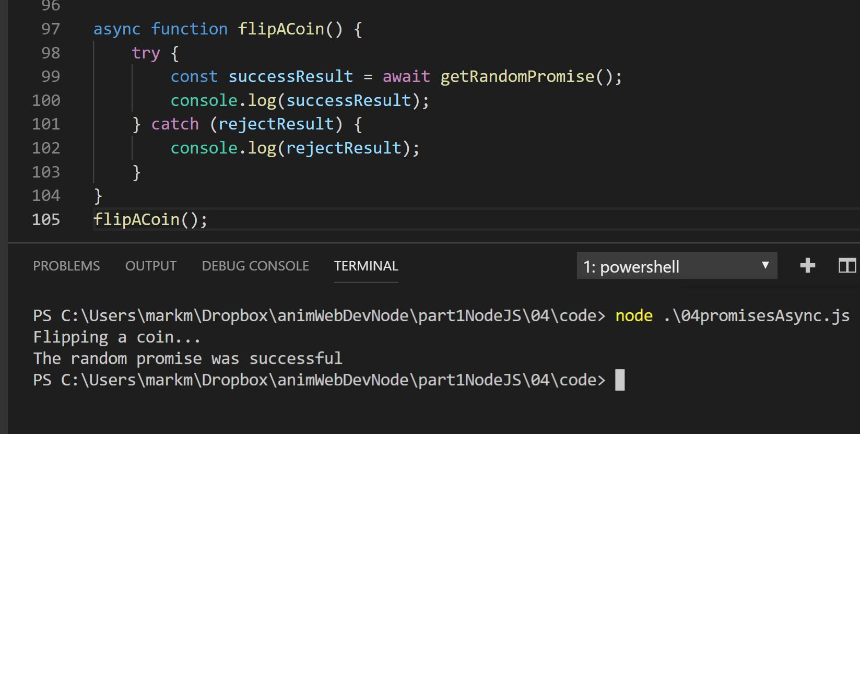 96
97 async function flipACoin() {
98 try {
99 const successResult = await getRandomPromise();
100 console.log(successResult);
101 } catch (rejectResult) {
102 console.log(rejectResult);
103 }
104 }
105 flipACoin();
PROBLEMS OUTPUT DEBUG CONSOLE TERMINAL 1: powershell
PS C:\Users\markm\Dropbox\animWebDevNode\part1NodeJS\04\code> node .\04promisesAsync.js
Flipping a coin...
The random promise was successful
PS C:\Users\markm\Dropbox\animWebDevNode\part1NodeJS\04\code>